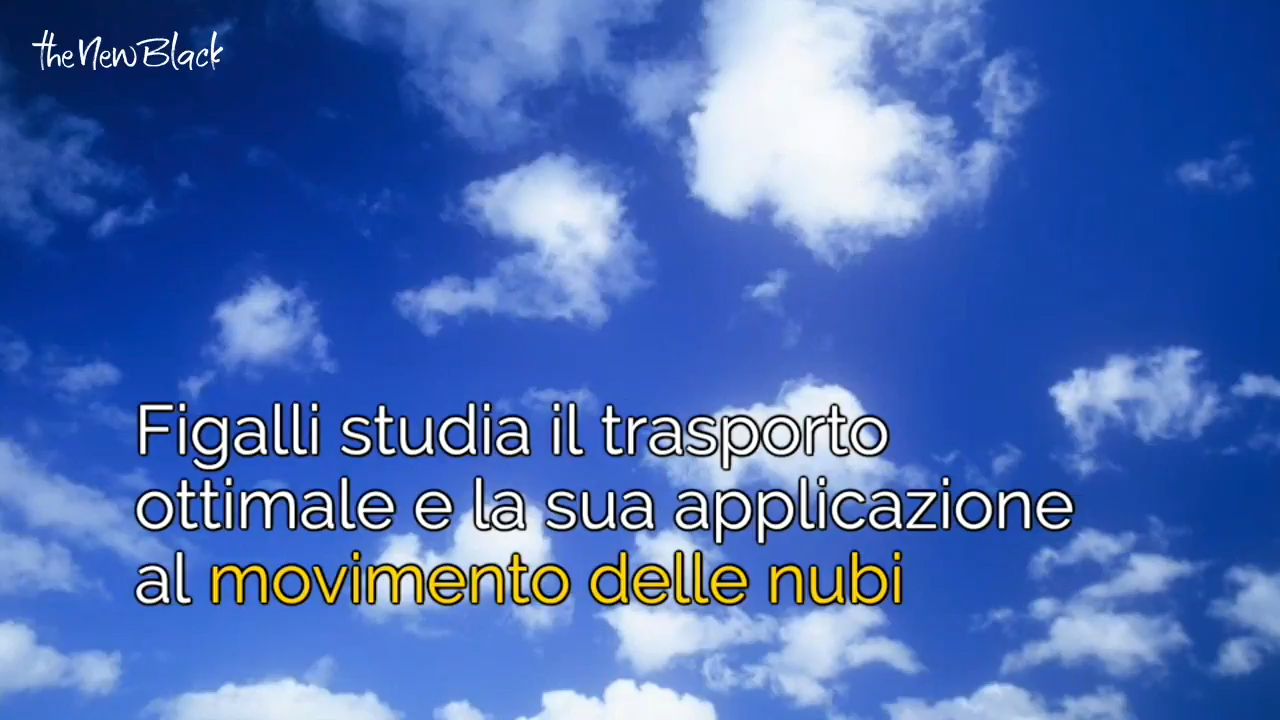 theNewBlack
Figalli studia il trasporto
ottimale e la sua applicazione
al movimento delle nubi